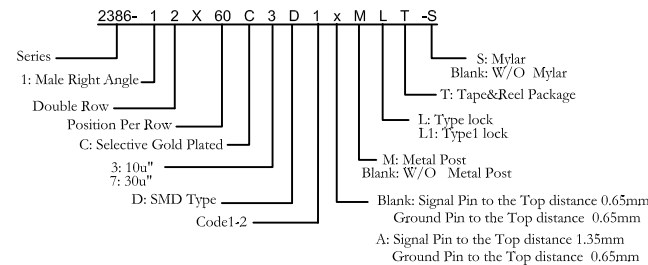 2386- 1 2 X 60 C 3 D 1 x M L T -S
Series
1: Male Right Angle
Double Row
Position Per Row
C: Selective Gold Plated
3: 10u"
7: 30u"
D: SMD Type
Code1-2
S: Mylar
Blank: W/O Mylar
T: Tape&Reel Package
L: Type lock
L1: Type1 lock
M: Metal Post
Blank: W/O Metal Post
Blank: Signal Pin to the Top distance 0.65mm
Ground Pin to the Top distance 0.65mm
A: Signal Pin to the Top distance 1.35mm
Ground Pin to the Top distance 0.65mm